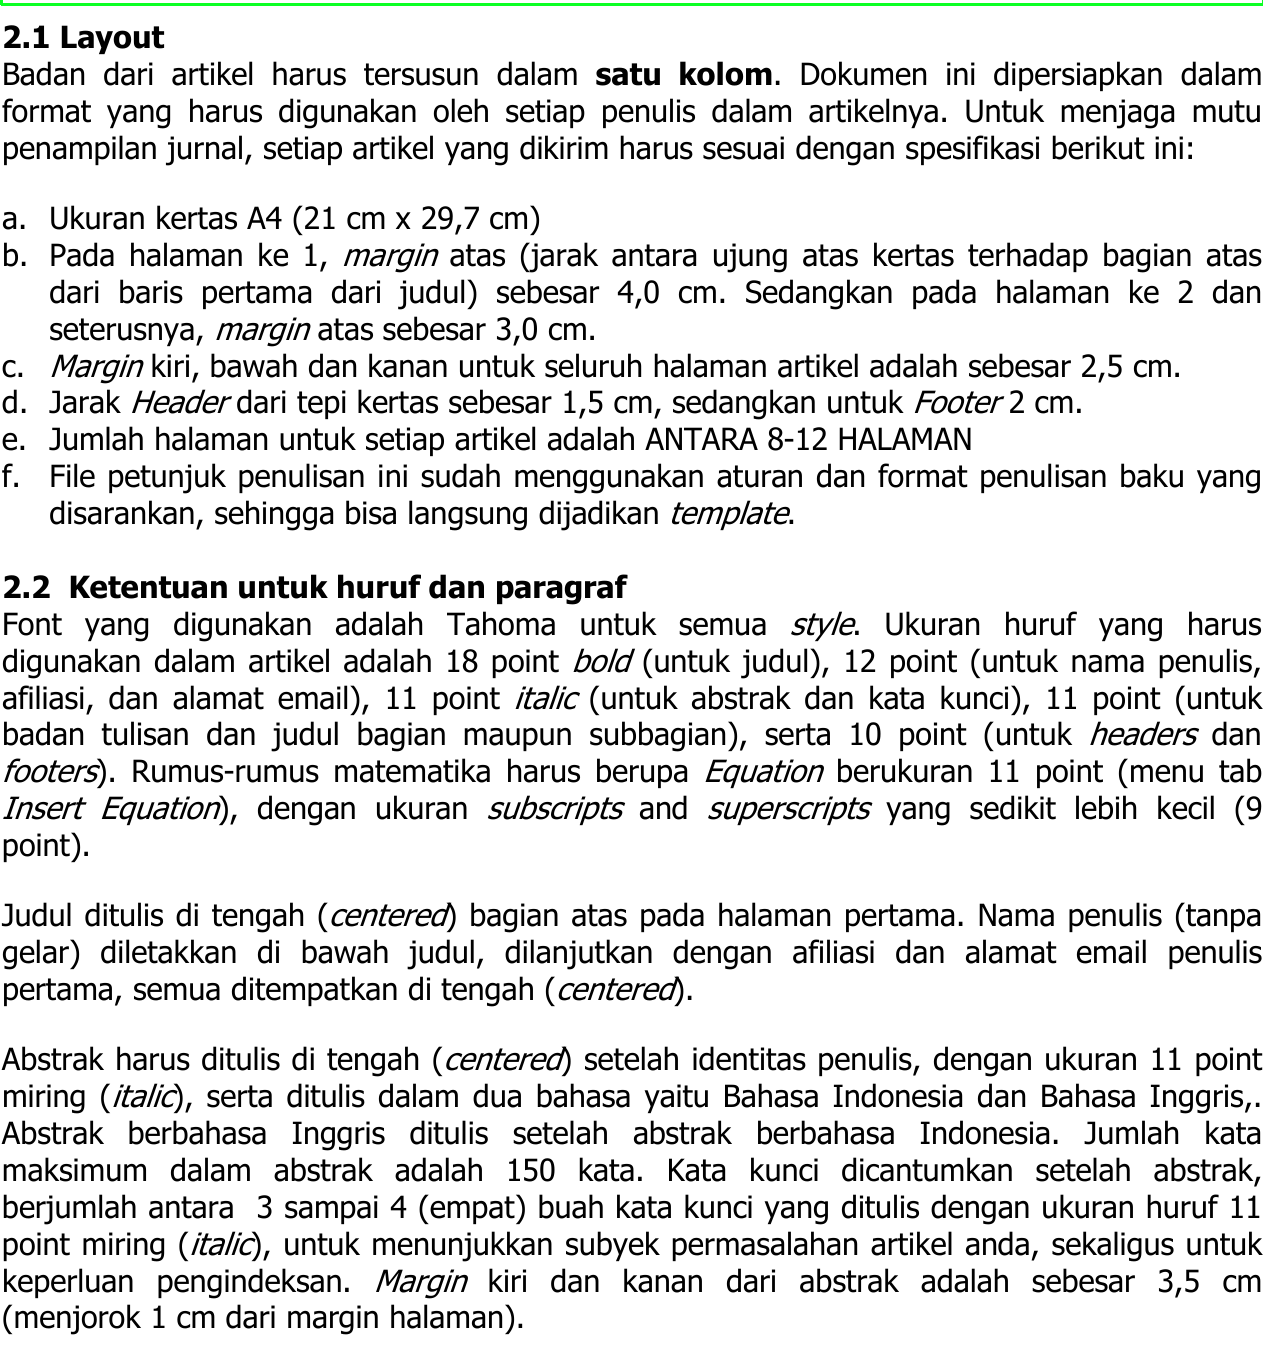 2.1 Layout
Badan dari artikel harus tersusun dalam satu kolom. Dokumen ini dipersiapkan dalam
format yang harus digunakan oleh setiap penulis dalam artikelnya. Untuk menjaga mutu
penampilan jurnal, setiap artikel yang dikirim harus sesuai dengan spesifikasi berikut ini:
a. Ukuran kertas A4 (21 cm x 29,7 cm)
b. Pada halaman ke 1, margin atas (jarak antara ujung atas kertas terhadap bagian atas
dari baris pertama dari judul) sebesar 4,0 cm. Sedangkan pada halaman ke 2 dan
seterusnya, margin atas sebesar 3,0 cm.
c. Margin kiri, bawah dan kanan untuk seluruh halaman artikel adalah sebesar 2,5 cm.
d. Jarak Header dari tepi kertas sebesar 1,5 cm, sedangkan untuk Footer 2 cm.
e. Jumlah halaman untuk setiap artikel adalah ANTARA 8-12 HALAMAN
f. File petunjuk penulisan ini sudah menggunakan aturan dan format penulisan baku yang
disarankan, sehingga bisa langsung dijadikan template.
2.2 Ketentuan untuk huruf dan paragraf
Font yang digunakan adalah Tahoma untuk semua style. Ukuran huruf yang harus
digunakan dalam artikel adalah 18 point bold (untuk judul), 12 point (untuk nama penulis,
afiliasi, dan alamat email), 11 point italic (untuk abstrak dan kata kunci), 11 point (untuk
badan tulisan dan judul bagian maupun subbagian), serta 10 point (untuk headers dan
footers). Rumus-rumus matematika harus berupa Equation berukuran 11 point (menu tab
Insert Equation), dengan ukuran subscripts and superscripts yang sedikit lebih kecil (9
point).
Judul ditulis di tengah (centered) bagian atas pada halaman pertama. Nama penulis (tanpa
gelar) diletakkan di bawah judul, dilanjutkan dengan afiliasi dan alamat email penulis
pertama, semua ditempatkan di tengah (centered).
Abstrak harus ditulis di tengah (centered) setelah identitas penulis, dengan ukuran 11 point
miring (italic), serta ditulis dalam dua bahasa yaitu Bahasa Indonesia dan Bahasa Inggris,.
Abstrak berbahasa Inggris ditulis setelah abstrak berbahasa Indonesia. Jumlah kata
maksimum dalam abstrak adalah 150 kata. Kata kunci dicantumkan setelah abstrak,
berjumlah antara  3 sampai 4 (empat) buah kata kunci yang ditulis dengan ukuran huruf 11
point miring (italic), untuk menunjukkan subyek permasalahan artikel anda, sekaligus untuk
keperluan pengindeksan. Margin kiri dan kanan dari abstrak adalah sebesar 3,5 cm
(menjorok 1 cm dari margin halaman).